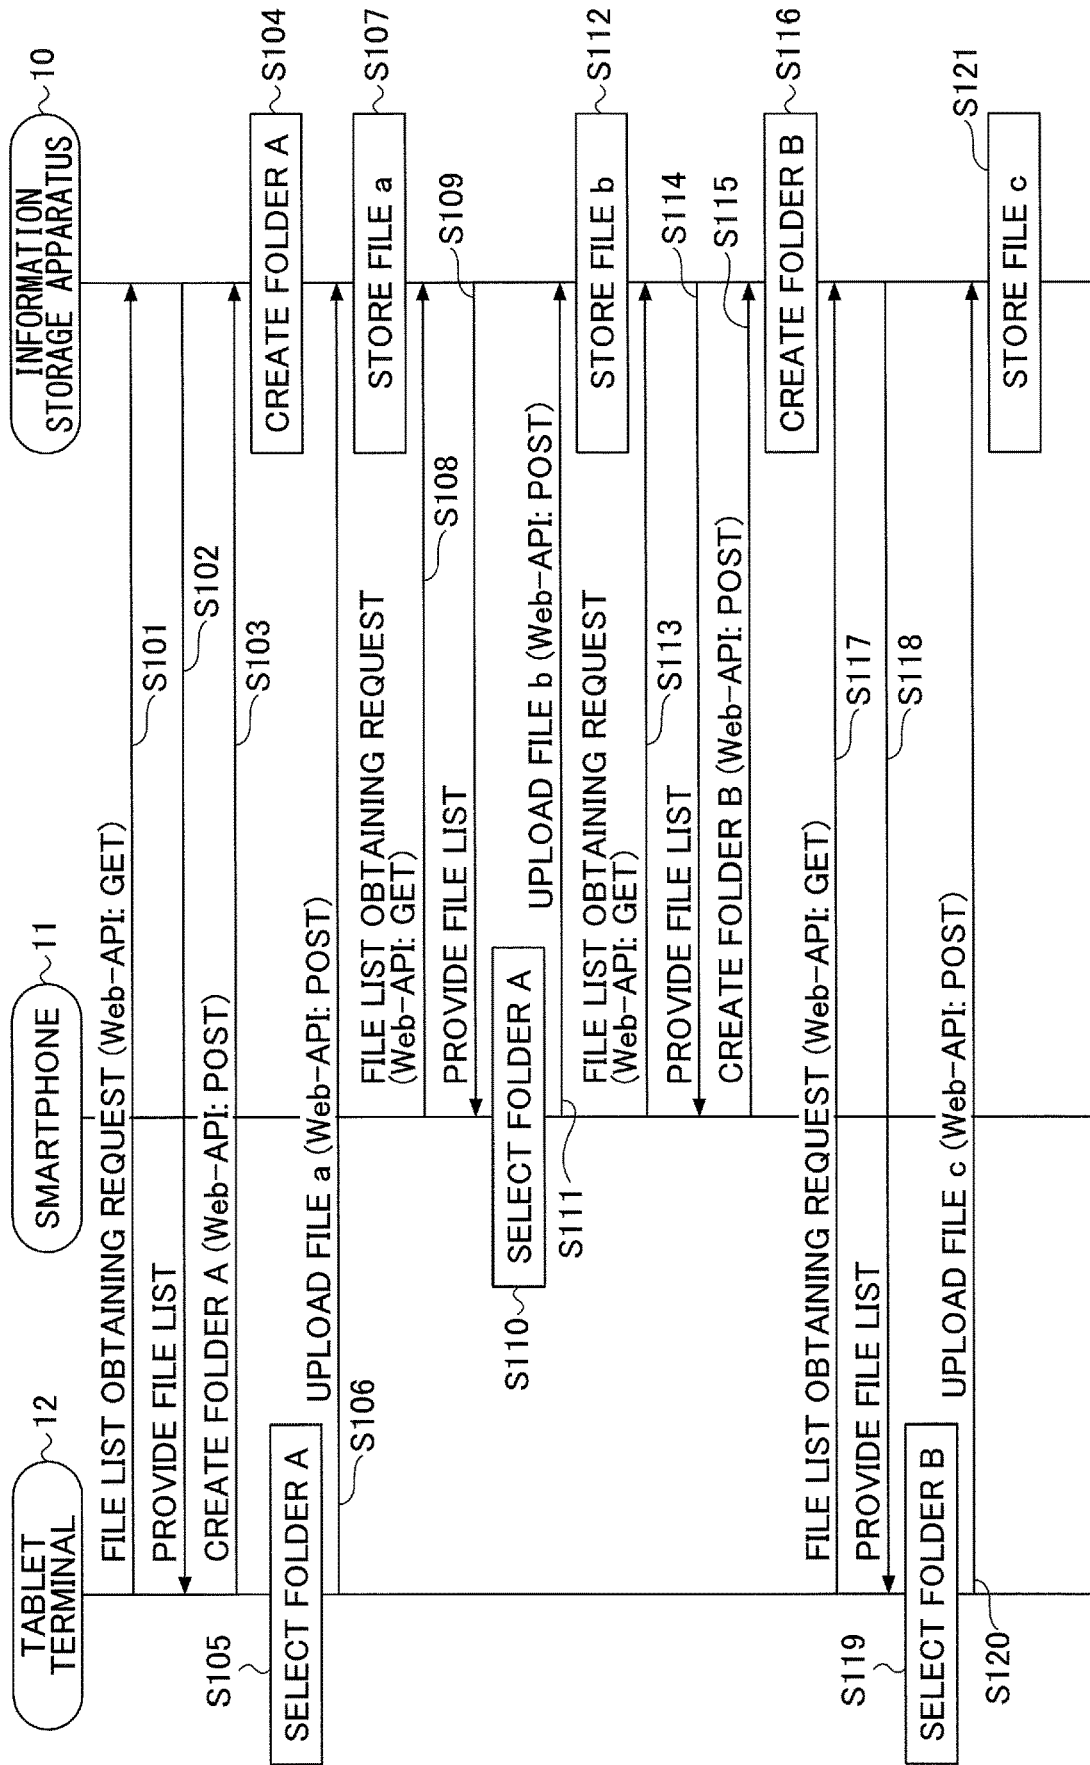 TABLET
TERMINAL
12
SMARTPHONE
11
INFORMATION
STORAGE APPARATUS
10
FILE LIST OBTAINING REQUEST (Web-API: GET)
S101
PROVIDE FILE LIST
S102
CREATE FOLDER A (Web-API: POST)
S103
CREATE FOLDER A
S104
S105
SELECT FOLDER A
UPLOAD FILE a (Web-API: POST)
S106
STORE FILE a
S107
FILE LIST OBTAINING REQUEST
(Web-API: GET)
S108
PROVIDE FILE LIST
S109
S110
SELECT FOLDER A
UPLOAD FILE b (Web-API: POST)
S111
STORE FILE b
S112
FILE LIST OBTAINING REQUEST
(Web-API: GET)
S113
PROVIDE FILE LIST
S114
CREATE FOLDER B (Web-API: POST)
S115
CREATE FOLDER B
S116
FILE LIST OBTAINING REQUEST (Web-API: GET)
S117
PROVIDE FILE LIST
S118
S119
SELECT FOLDER B
UPLOAD FILE c (Web-API: POST)
S120
STORE FILE c
S121